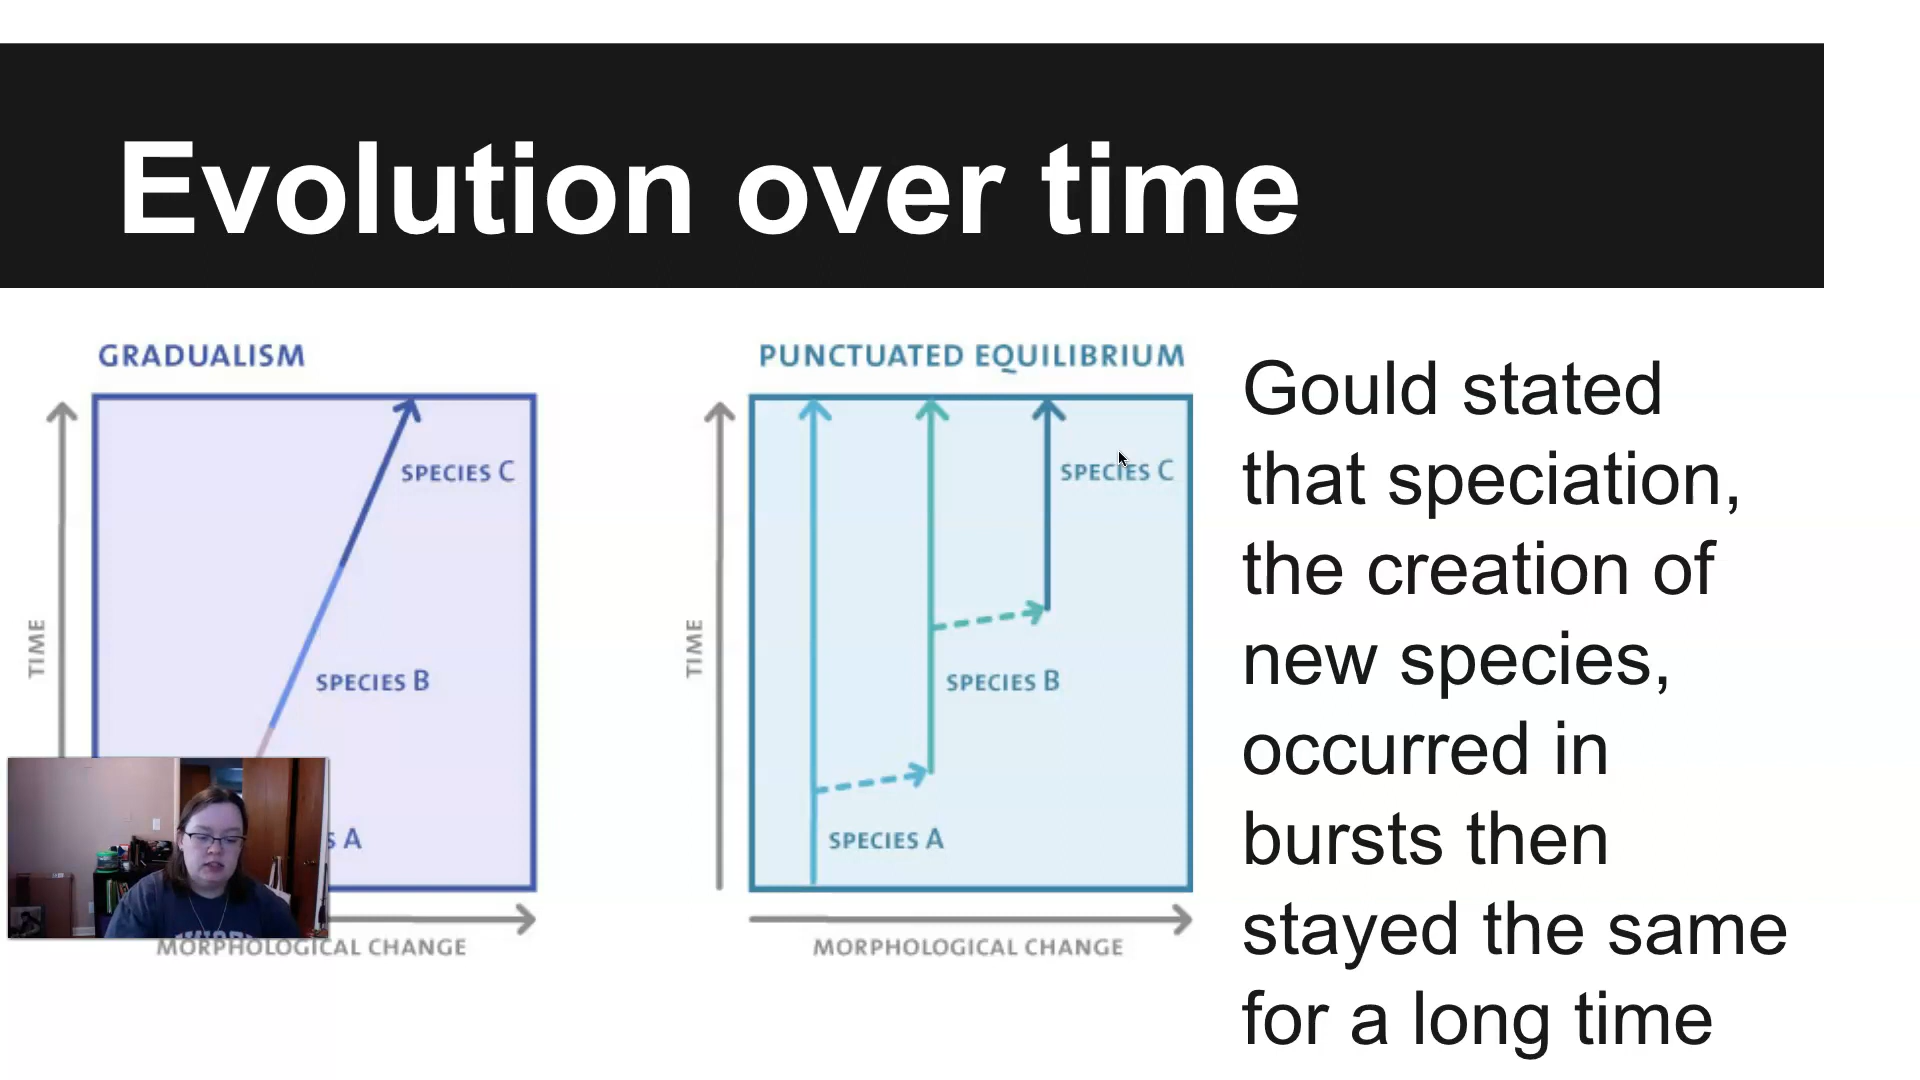 Evolution over time
GRADUALISM
SPECIES C
SPECIES B
A
TIME
MORPHOLOGICAL CHANGE
PUNCTUATED EQUILIBRIUM
SPECIES C
SPECIES B
SPECIES A
TIME
MORPHOLOGICAL CHANGE
Gould stated
that speciation,
the creation of
new species,
occurred in
bursts then
stayed the same
for a long time